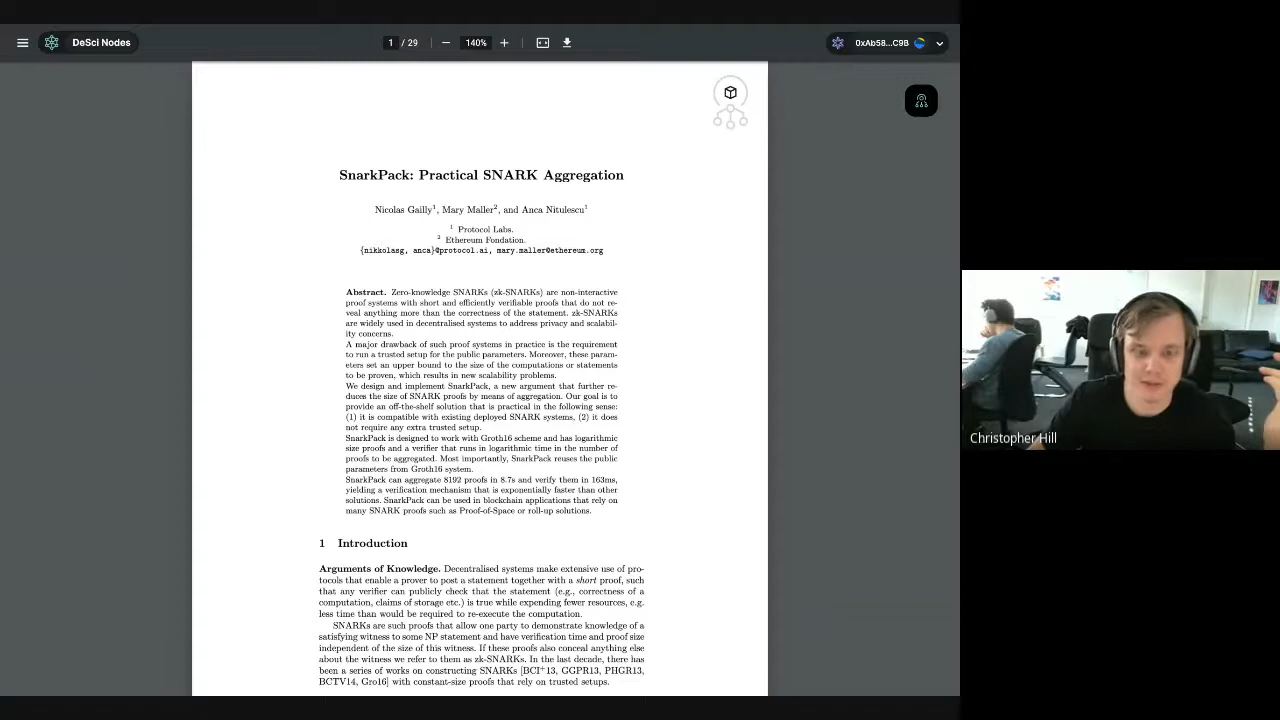 DeSci Nodes
1 / 29
140%
0xAb58...C9B
SnarkPack: Practical SNARK Aggregation
Nicolas Gailly1, Mary Maller2, and Anca Nitulescu1
1 Protocol Labs.
2 Ethereum Fondation.
{nikkolasg, anca}@protocol.ai, mary.maller@ethereum.org
Abstract. Zero-knowledge SNARKs (zk-SNARKs) are non-interactive
proof systems with short and efficiently verifiable proofs that do not re-
veal anything more than the correctness of the statement. zk-SNARKs
are widely used in decentralised systems to address privacy and scalabil-
ity concerns.
A major drawback of such proof systems in practice is the requirement
to run a trusted setup for the public parameters. Moreover, these param-
eters set an upper bound to the size of the computations or statements
to be proven, which results in new scalability problems.
We design and implement SnarkPack, a new argument that further re-
duces the size of SNARK proofs by means of aggregation. Our goal is to
provide an off-the-shelf solution that is practical in the following sense:
(1) it is compatible with existing deployed SNARK systems, (2) it does
not require any extra trusted setup.
SnarkPack is designed to work with Groth16 scheme and has logarithmic
size proofs and a verifier that runs in logarithmic time in the number of
proofs to be aggregated. Most importantly, SnarkPack reuses the public
parameters from Groth16 system.
SnarkPack can aggregate 8192 proofs in 8.7s and verify them in 163ms,
yielding a verification mechanism that is exponentially faster than other
solutions. SnarkPack can be used in blockchain applications that rely on
many SNARK proofs such as Proof-of-Space or roll-up solutions.
1 Introduction
Arguments of Knowledge. Decentralised systems make extensive use of pro-
tocols that enable a prover to post a statement together with a short proof, such
that any verifier can publicly check that the statement (e.g., correctness of a
computation, claims of storage etc.) is true while expending fewer resources, e.g.
less time than would be required to re-execute the computation.
SNARKs are such proofs that allow one party to demonstrate knowledge of a
satisfying witness to some NP statement and have verification time and proof size
independent of the size of this witness. If these proofs also conceal anything else
about the witness we refer to them as zk-SNARKs. In the last decade, there has
been a series of works on constructing SNARKs [BCI+13, GGPR13, PHGR13,
BCTV14, Gro16] with constant-size proofs that rely on trusted setups.
Christopher Hill